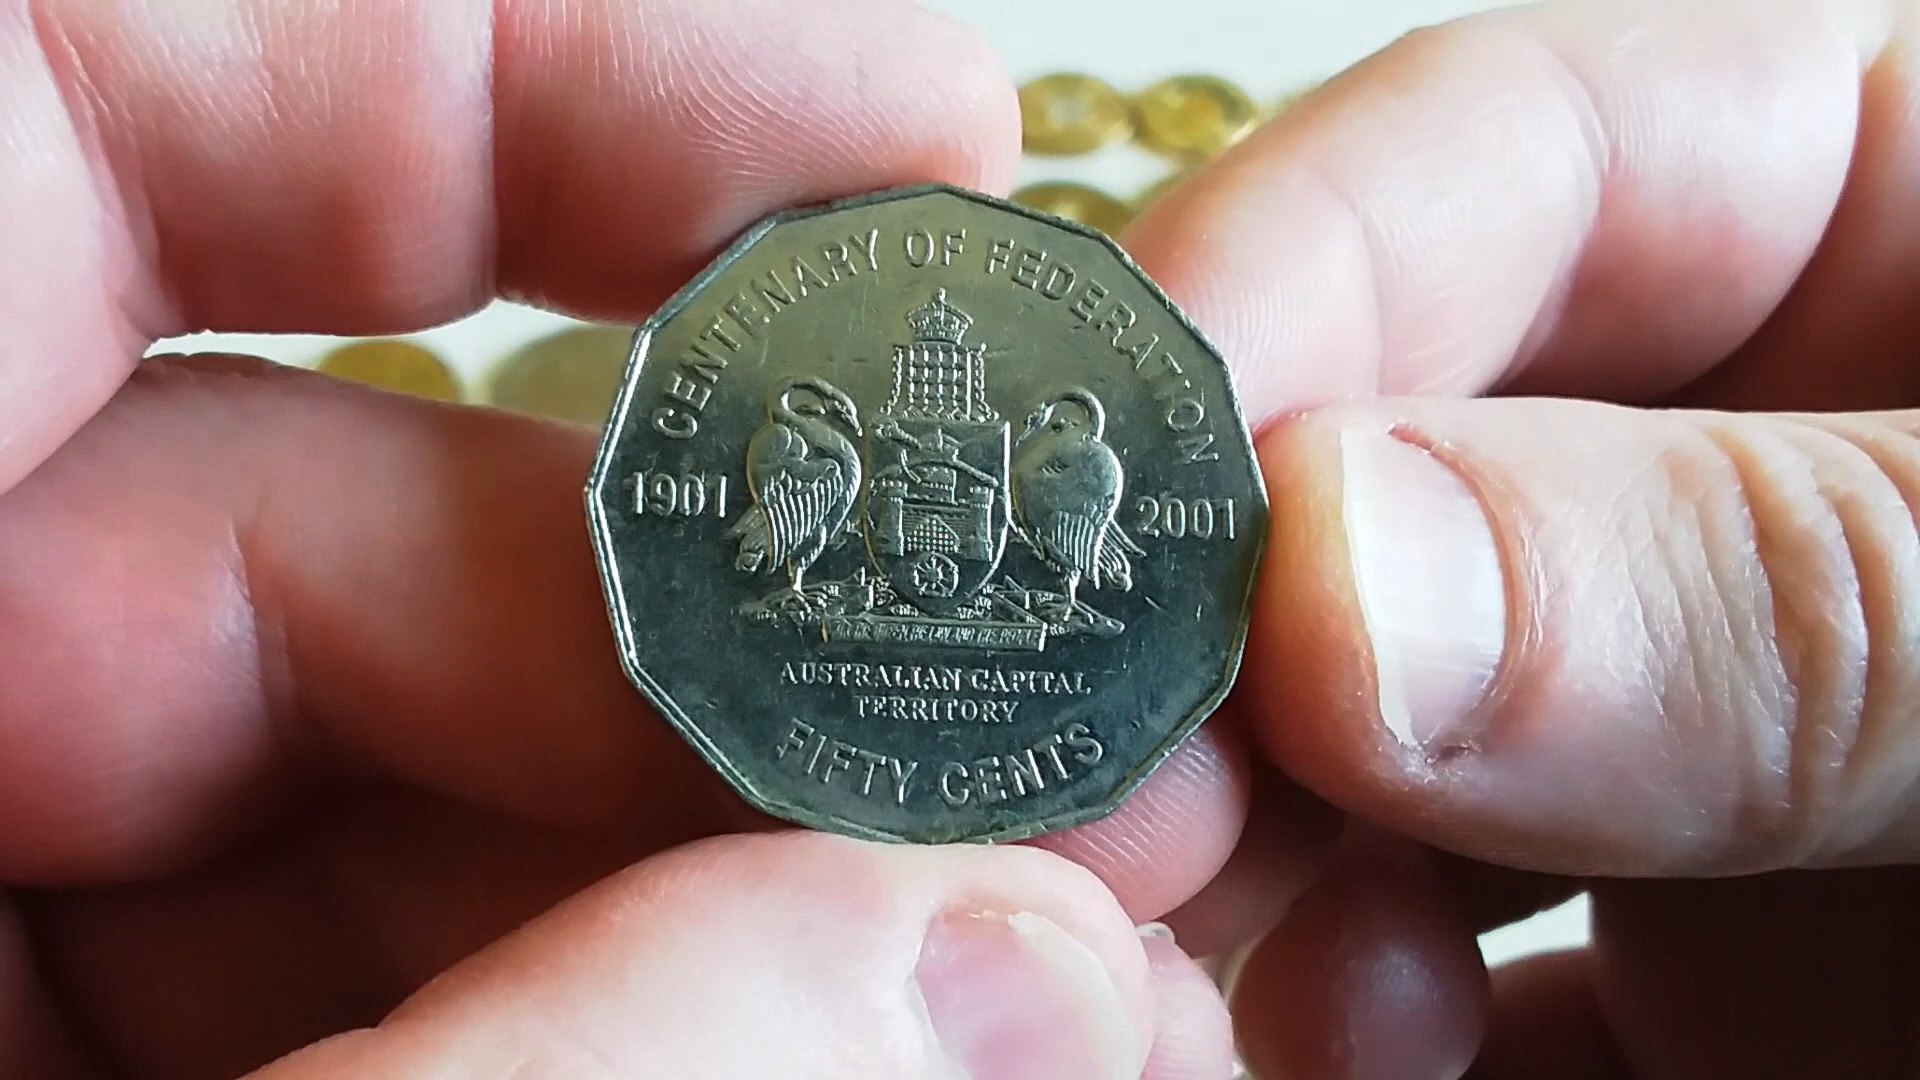 CENTENARY OF FEDERATION
1901
2001
AUSTRALIAN CAPITAL
TERRITORY
FIFTY CENTS